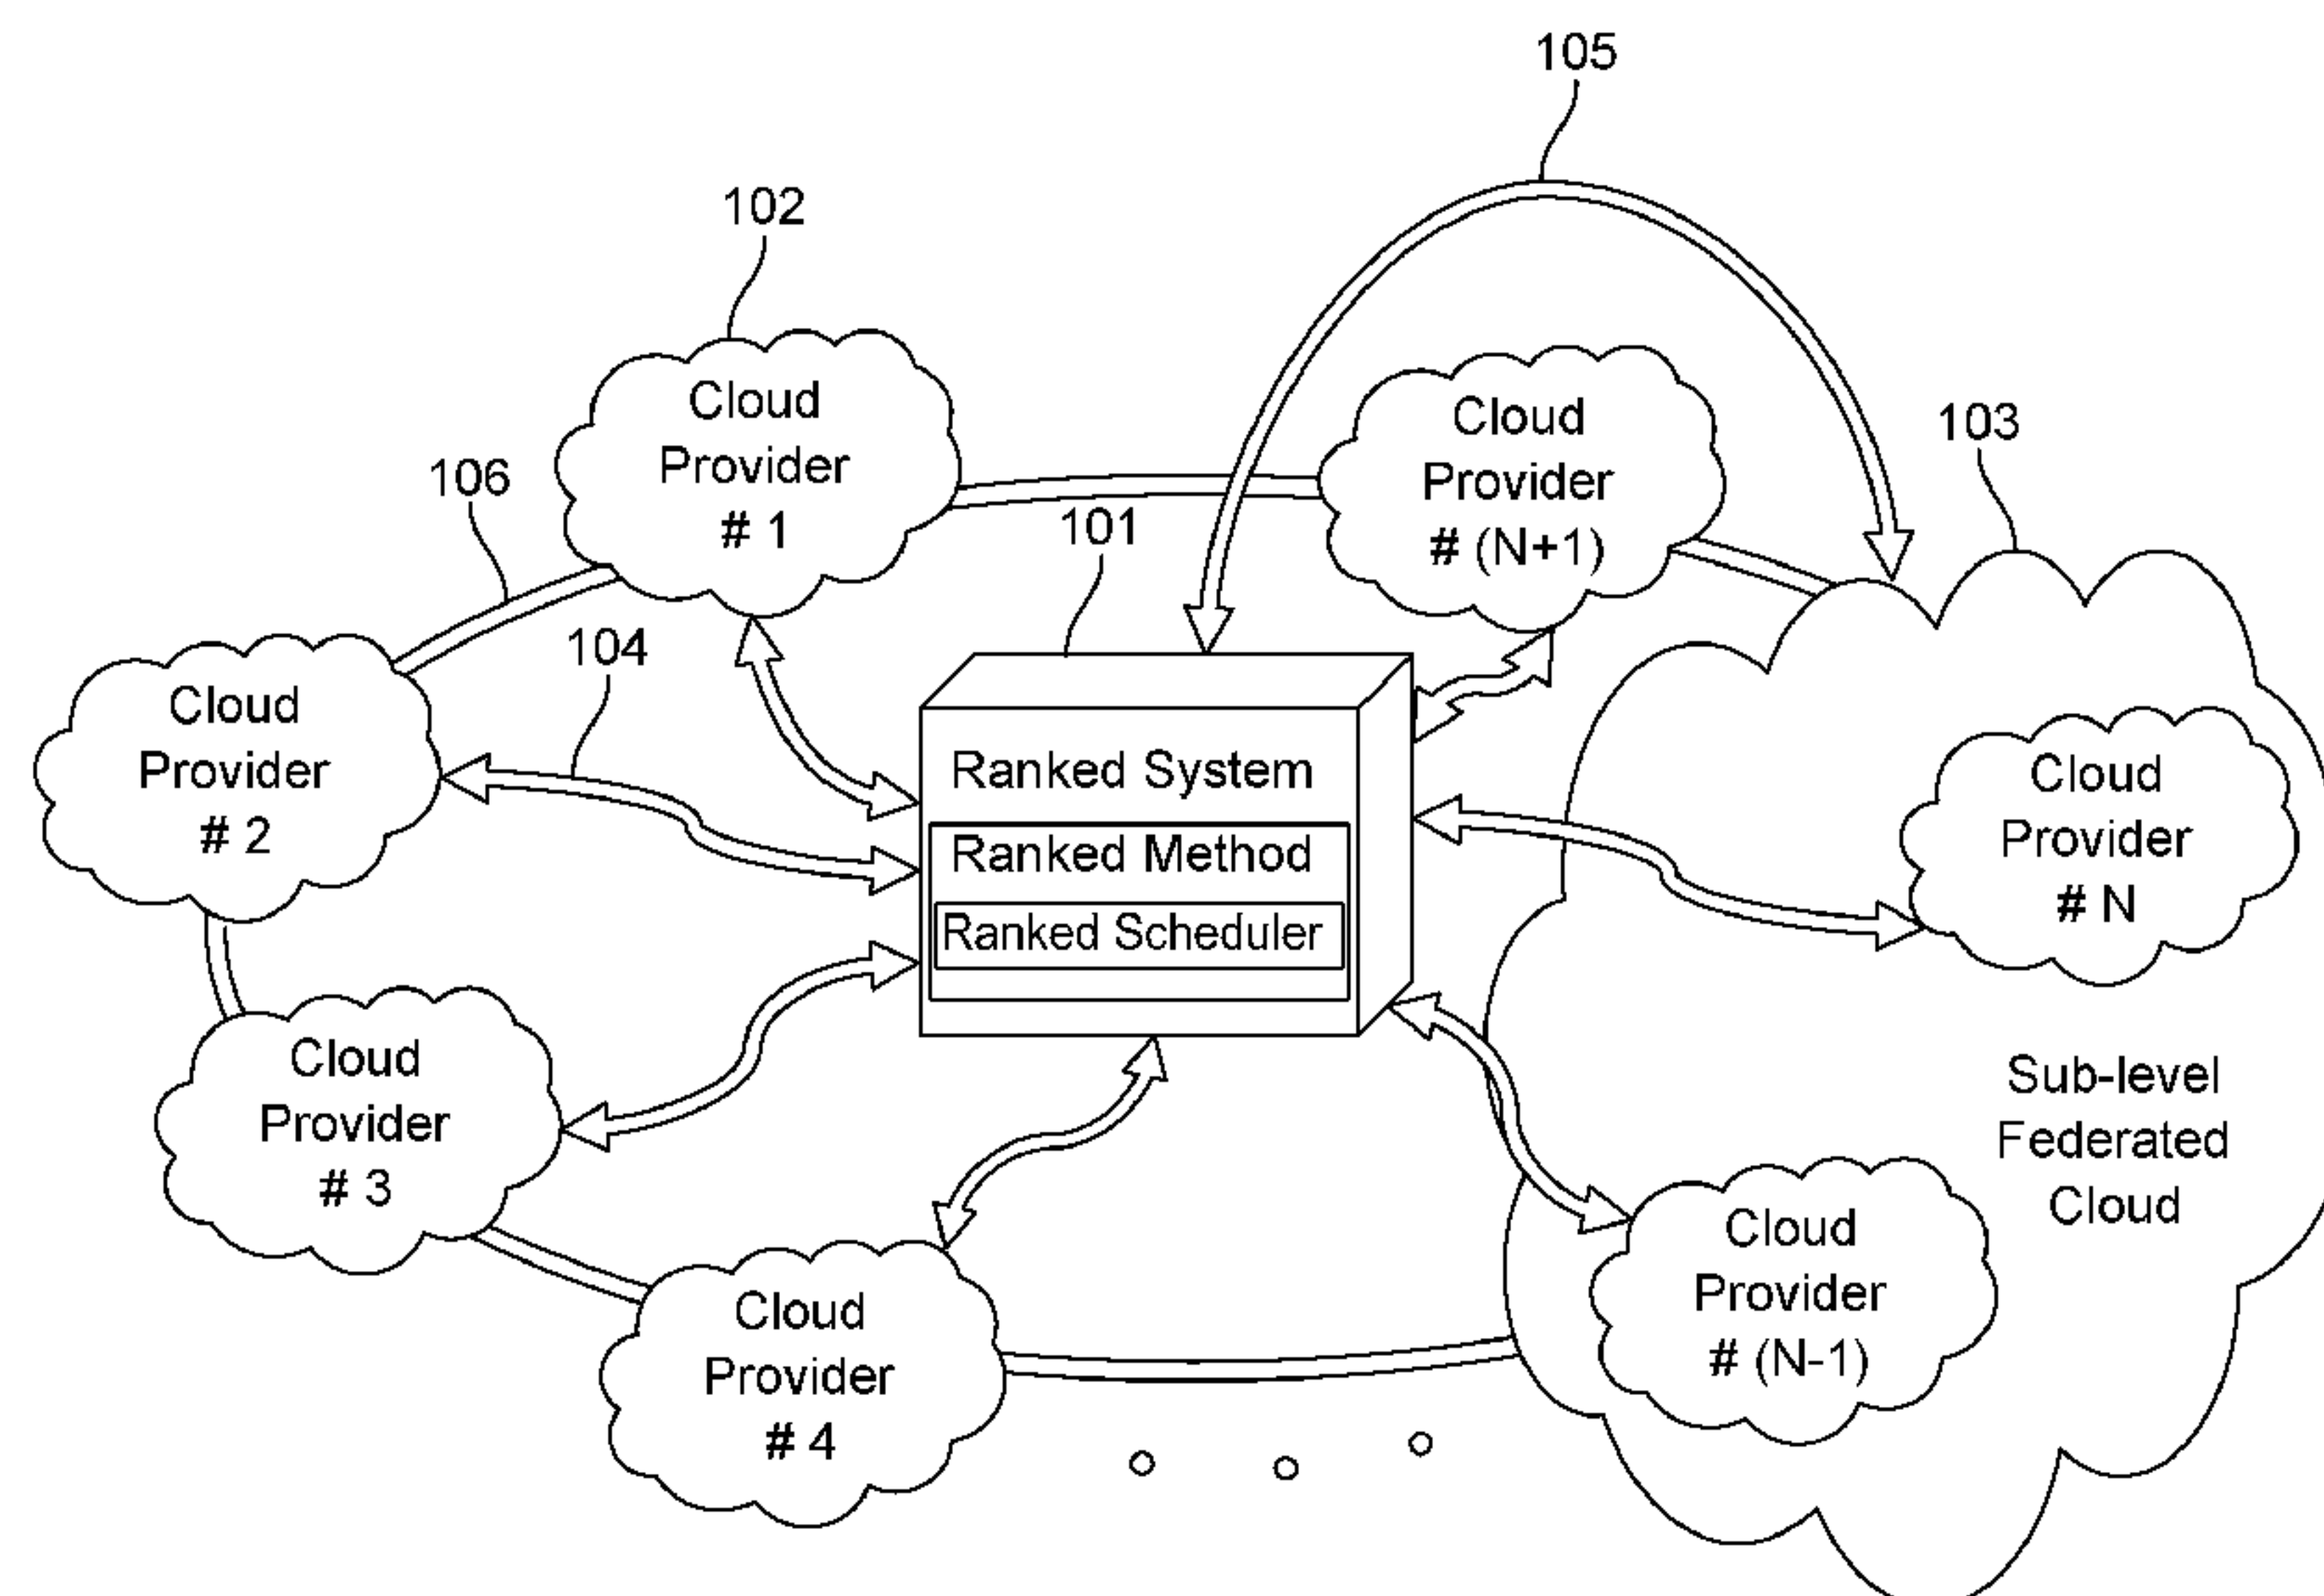 105
102
Cloud
Provider
# 1
Cloud
Provider
# (N+1)
103
106
101
104
Cloud
Provider
# 2
Ranked System
Ranked Method
Ranked Scheduler
Cloud
Provider
# N
Cloud
Provider
# 3
Sub-level
Federated
Cloud
Cloud
Provider
# (N-1)
Cloud
Provider
# 4